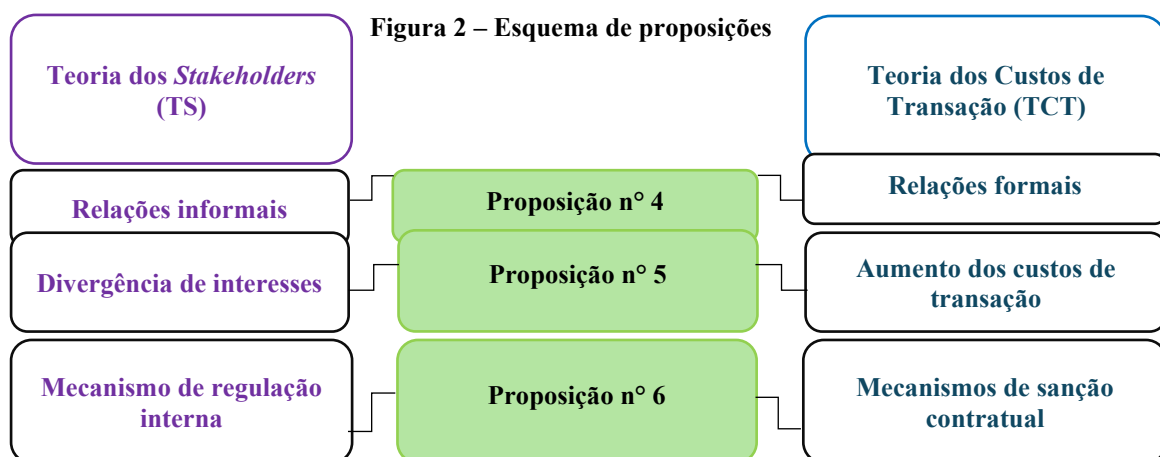 Figura 2 – Esquema de proposições
Teoria dos Stakeholders
(TS)
Teoria dos Custos de
Transação (TCT)
Relações informais
Proposição n° 4
Relações formais
Divergência de interesses
Proposição n° 5
Aumento dos custos de
transação
Mecanismo de regulação
interna
Proposição n° 6
Mecanismos de sanção
contratual